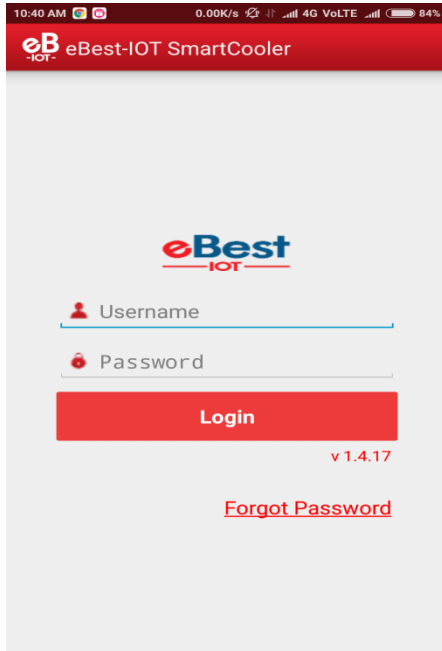 10:40 AM 0.00K/s 4G VoLTE 84%
eB
-IOT-
eBest-IOT SmartCooler
eBest
IOT
Username
Password
Login
v 1.4.17
Forgot Password